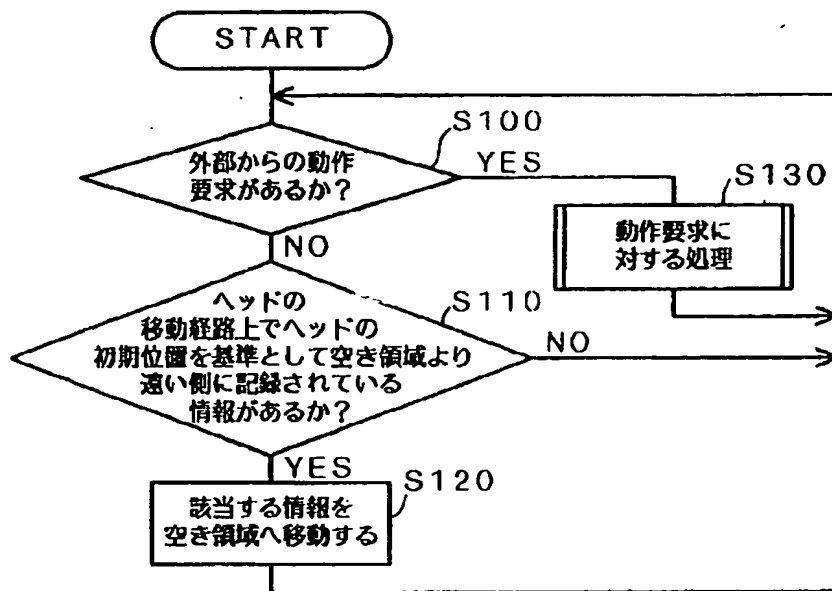 START
S100
外部からの動作
要求があるか?
YES
S130
動作要求に
対する処理
NO
S110
ヘッドの
移動経路上でヘッドの
初期位置を基準として空き領域より
遠い側に記録されている
情報があるか?
NO
YES
S120
該当する情報を
空き領域へ移動する